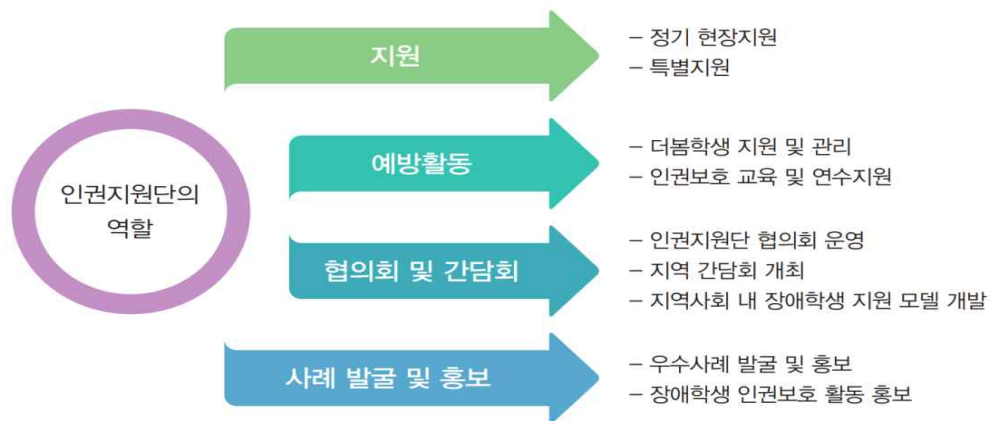 인권지원단의
역할
지원
– 정기 현장지원
– 특별지원
예방활동
– 더봄학생 지원 및 관리
– 인권보호 교육 및 연수지원
협의회 및 간담회
– 인권지원단 협의회 운영
– 지역 간담회 개최
– 지역사회 내 장애학생 지원 모델 개발
사례 발굴 및 홍보
– 우수사례 발굴 및 홍보
– 장애학생 인권보호 활동 홍보